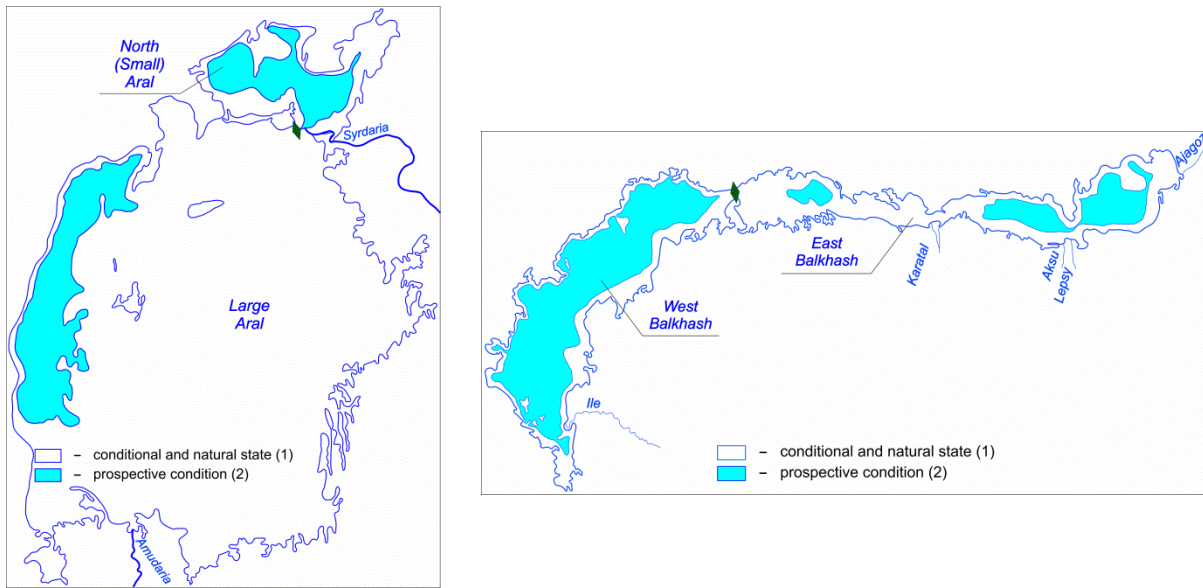 North
(Small)
Aral
Syrdaria
Large
Aral
– conditional and natural state (1)
– prospective condition (2)
Amudaria
Ajagoz
East
Balkhash
Karatal
Aksu
Lepsy
West
Balkhash
Ile
– conditional and natural state (1)
– prospective condition (2)